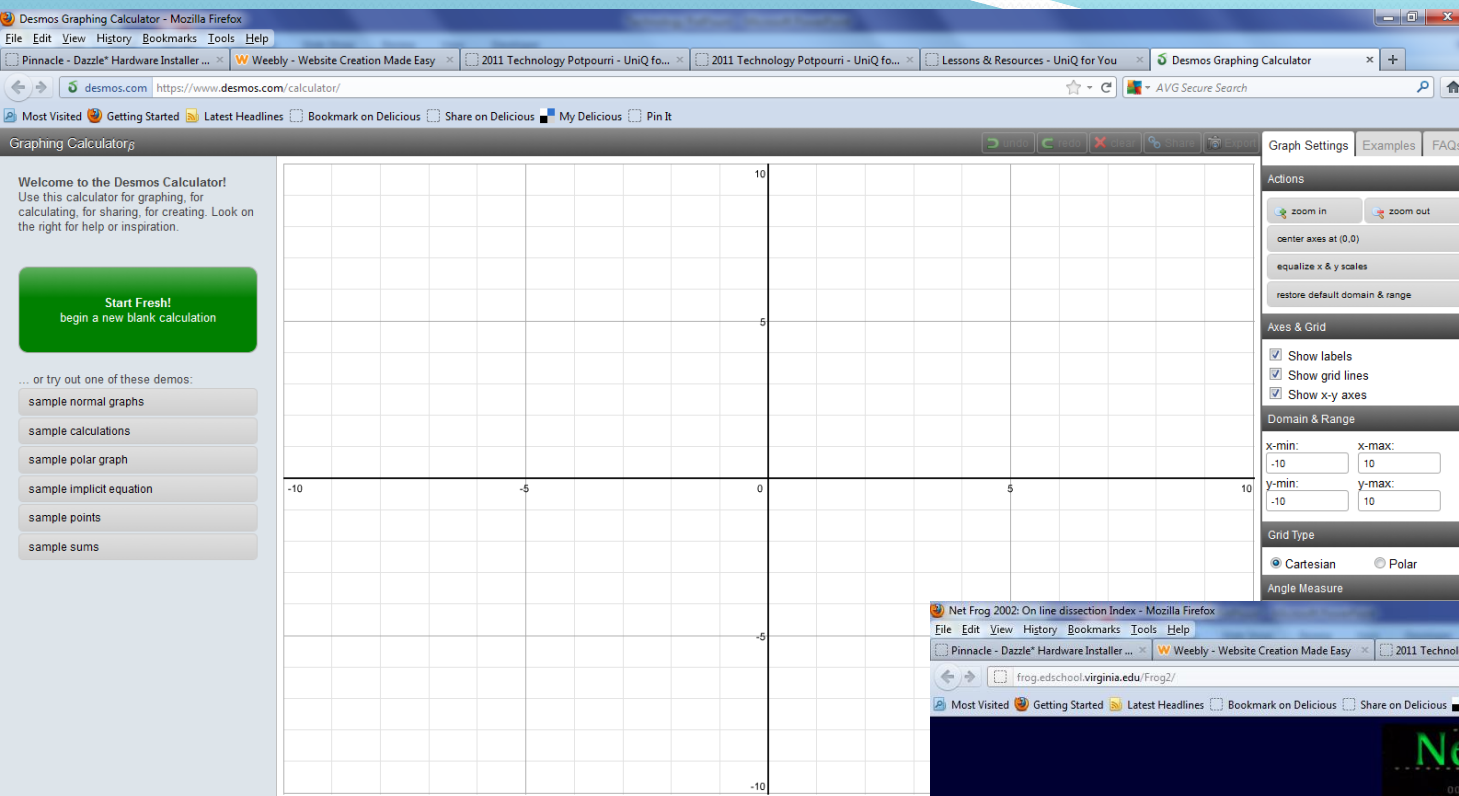 Desmos Graphing Calculator - Mozilla Firefox
File Edit View History Bookmarks Tools Help
Pinnacle - Dazzle* Hardware Installer ... Weebly - Website Creation Made Easy 2011 Technology Potpourri - UniQ fo... 2011 Technology Potpourri - UniQ fo... Lessons & Resources - UniQ for You Desmos Graphing Calculator
desmos.com https://www.desmos.com/calculator/ AVG Secure Search
Most Visited Getting Started Latest Headlines Bookmark on Delicious Share on Delicious My Delicious Pin It
Graphing Calculatorβ undo redo clear Share Export Graph Settings Examples FAQs
Welcome to the Desmos Calculator!
Use this calculator for graphing, for
calculating, for sharing, for creating. Look on
the right for help or inspiration.
Start Fresh!
begin a new blank calculation
... or try out one of these demos:
sample normal graphs
sample calculations
sample polar graph
sample implicit equation
sample points
sample sums
10
5
-10 -5 0 5 10
-5
-10
Actions
zoom in zoom out
center axes at (0,0)
equalize x & y scales
restore default domain & range
Axes & Grid
Show labels
Show grid lines
Show x-y axes
Domain & Range
x-min: x-max:
-10 10
y-min: y-max:
-10 10
Grid Type
Cartesian Polar
Angle Measure
Net Frog 2002: On line dissection Index - Mozilla Firefox
File Edit View History Bookmarks Tools Help
Pinnacle - Dazzle* Hardware Installer ... Weebly - Website Creation Made Easy 2011 Technol
frog.edschool.virginia.edu/Frog2/
Most Visited Getting Started Latest Headlines Bookmark on Delicious Share on Delicious
Ne